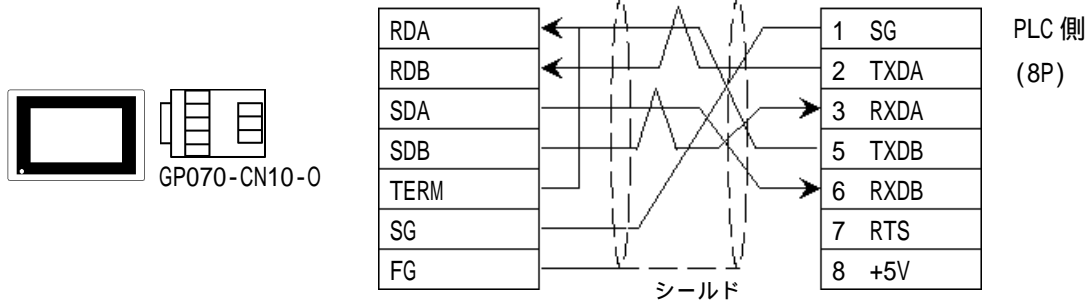 GP070-CN10-O
RDA
RDB
SDA
SDB
TERM
SG
FG
シールド
1 SG
2 TXDA
3 RXDA
5 TXDB
6 RXDB
7 RTS
8 +5V
PLC 側
(8P)